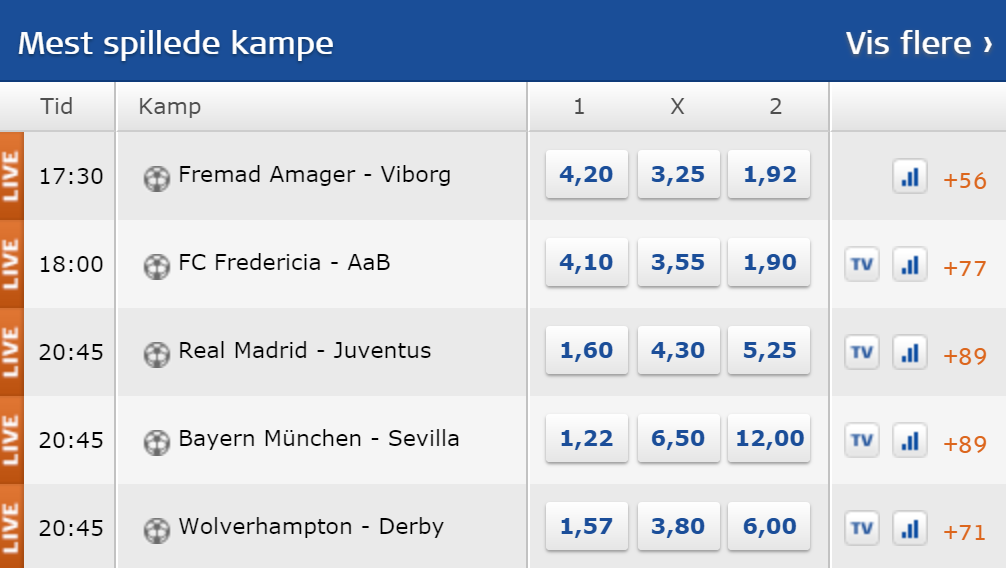 Mest spillede kampe Vis flere ›
Tid Kamp 1 X 2
LIVE 17:30 Fremad Amager - Viborg 4,20 3,25 1,92 +56
LIVE 18:00 FC Fredericia - AaB 4,10 3,55 1,90 TV +77
LIVE 20:45 Real Madrid - Juventus 1,60 4,30 5,25 TV +89
LIVE 20:45 Bayern München - Sevilla 1,22 6,50 12,00 TV +89
LIVE 20:45 Wolverhampton - Derby 1,57 3,80 6,00 TV +71